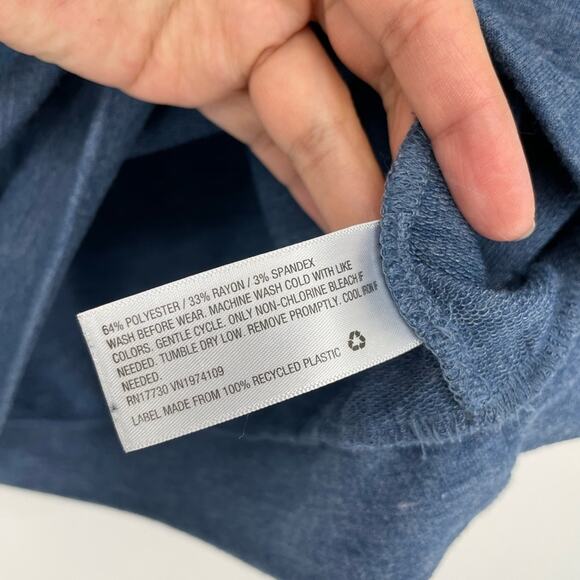 64% POLYESTER / 33% RAYON / 3% SPANDEX
WASH BEFORE WEAR. MACHINE WASH COLD WITH LIKE
COLORS. GENTLE CYCLE. ONLY NON-CHLORINE BLEACH IF
NEEDED. TUMBLE DRY LOW. REMOVE PROMPTLY. COOL IRON IF
NEEDED.
RN17730 VN1974109
LABEL MADE FROM 100% RECYCLED PLASTIC